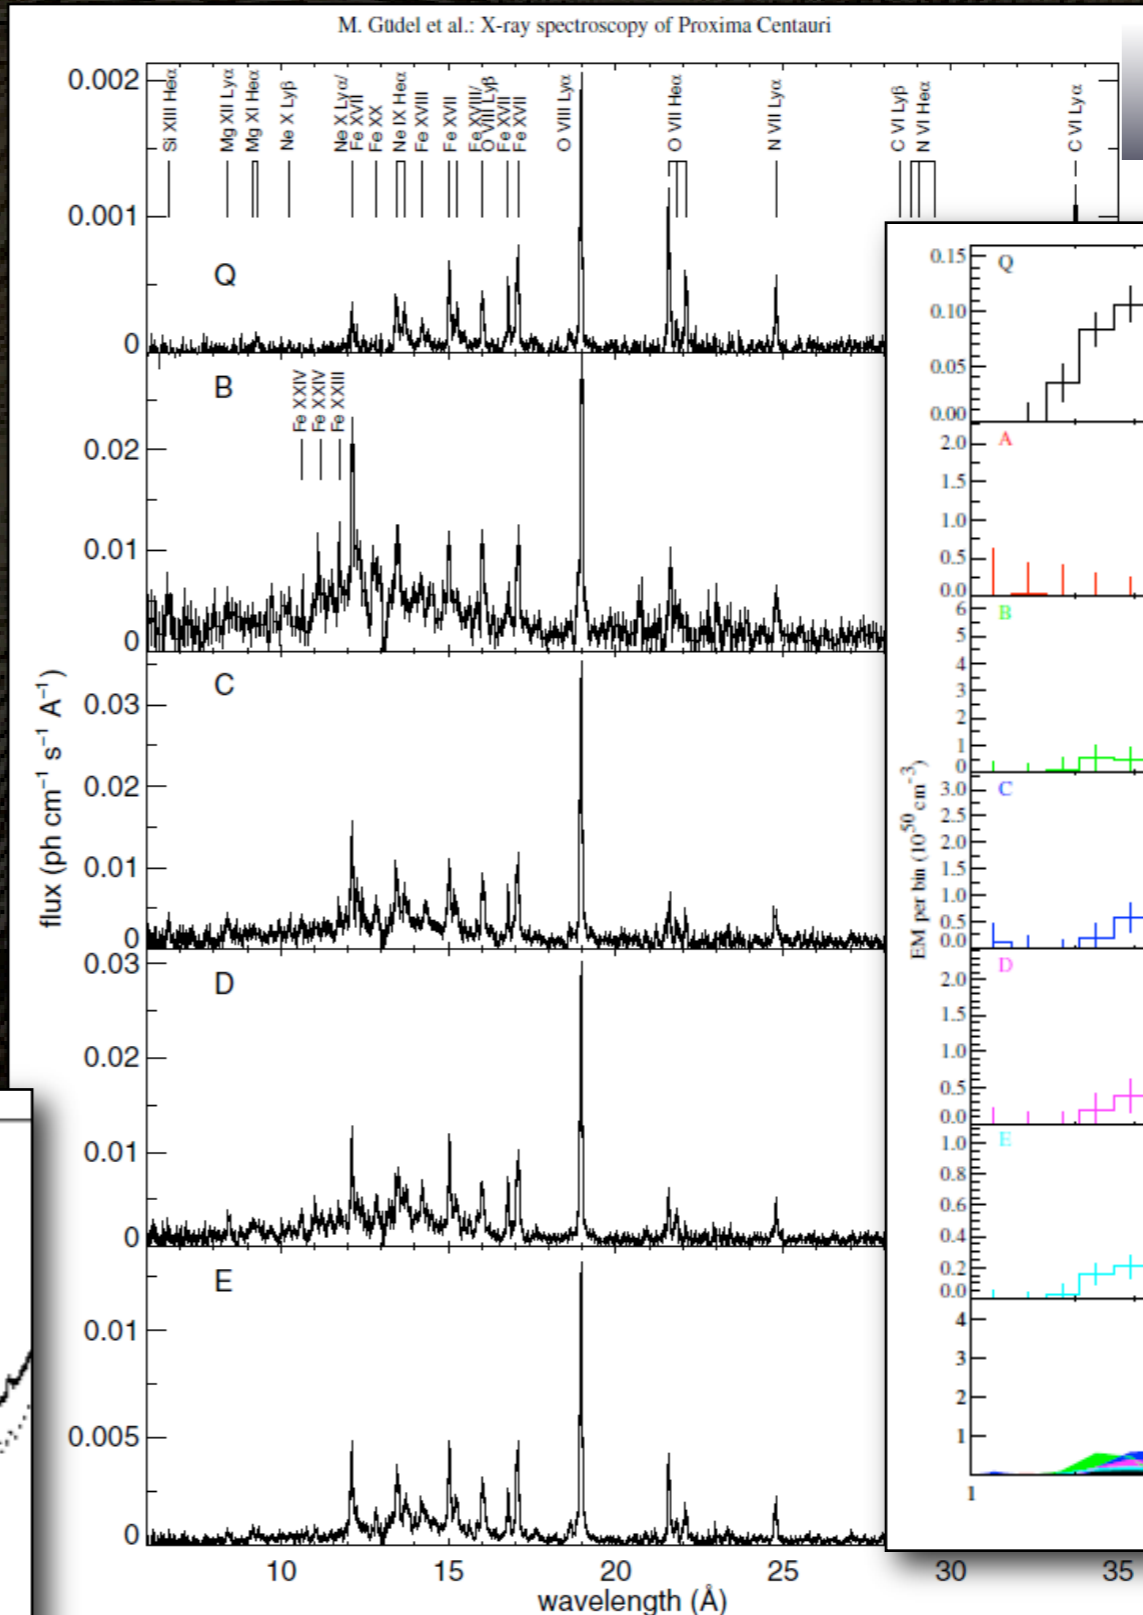 M. Güdel et al.: X-ray spectroscopy of Proxima Centauri
Si XIII Heα
Mg XII Lyα
Mg XI Heα
Ne X Lyβ
Ne X Lyα/
Fe XVII
Fe XX
Ne IX Heα
Fe XVIII
Fe XVII
Fe XVIII/
O VIII Lyβ
Fe XVII
Fe XVII
O VIII Lyα
O VII Heα
N VII Lyα
C VI Lyβ
N VI Heα
C VI Lyα
0.002
0.001
0
Q
B
Fe XXIV
Fe XXIV
Fe XXIII
0.02
0.01
0
C
0.03
0.02
0.01
0
D
0.03
0.02
0.01
0
E
0.01
0.005
0
flux (ph cm⁻¹ s⁻¹ A⁻¹)
10 15 20 25 30 35
wavelength (Å)
Q
0.15
0.10
0.05
0.00
A
2.0
1.5
1.0
0.5
0.0
B
6
5
4
3
2
1
0
C
3.0
2.5
2.0
1.5
1.0
0.5
0.0
D
2.0
1.5
1.0
0.5
0.0
E
1.0
0.8
0.6
0.4
0.2
0.0
4
3
2
1
1
EM per bin (10⁵⁰ cm⁻³)